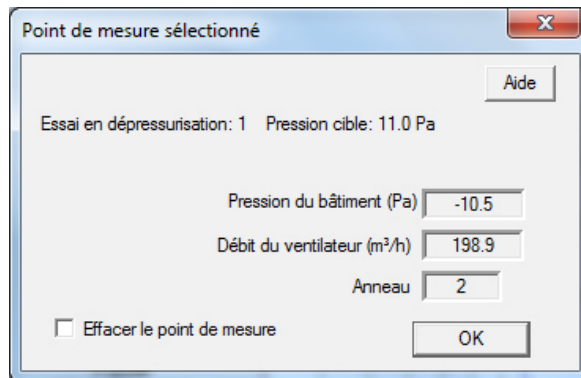 Point de mesure sélectionné
Aide
Essai en dépressurisation: 1 Pression cible: 11.0 Pa
Pression du bâtiment (Pa) -10.5
Débit du ventilateur (m³/h) 198.9
Anneau 2
Effacer le point de mesure OK